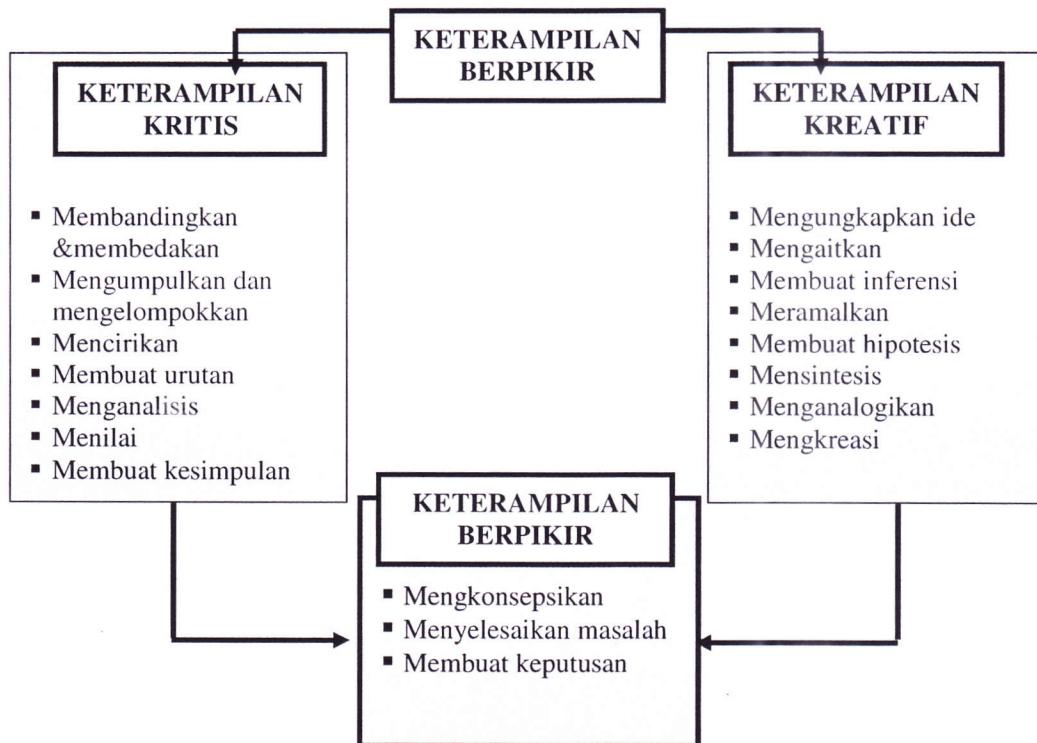 KETERAMPILAN
BERPIKIR
KETERAMPILAN
KRITIS
▪ Membandingkan
&membedakan
▪ Mengumpulkan dan
mengelompokkan
▪ Mencirikan
▪ Membuat urutan
▪ Menganalisis
▪ Menilai
▪ Membuat kesimpulan
KETERAMPILAN
KREATIF
▪ Mengungkapkan ide
▪ Mengaitkan
▪ Membuat inferensi
▪ Meramalkan
▪ Membuat hipotesis
▪ Mensintesis
▪ Menganalogikan
▪ Mengkreasi
KETERAMPILAN
BERPIKIR
▪ Mengkonsepsikan
▪ Menyelesaikan masalah
▪ Membuat keputusan